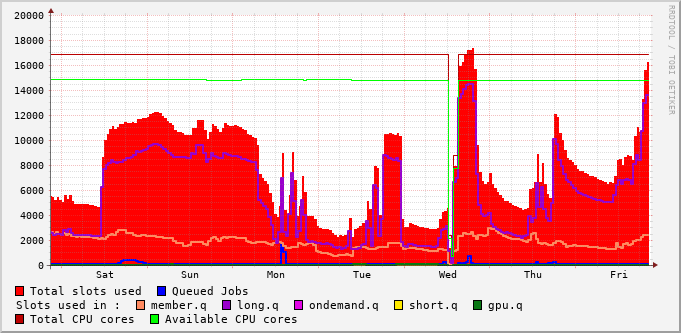 RRDTOOL / TOBI OETIKER
20000
18000
16000
14000
12000
10000
8000
6000
4000
2000
0
Sat Sun Mon Tue Wed Thu Fri
Total slots used Queued Jobs
Slots used in : member.q long.q ondemand.q short.q gpu.q
Total CPU cores Available CPU cores